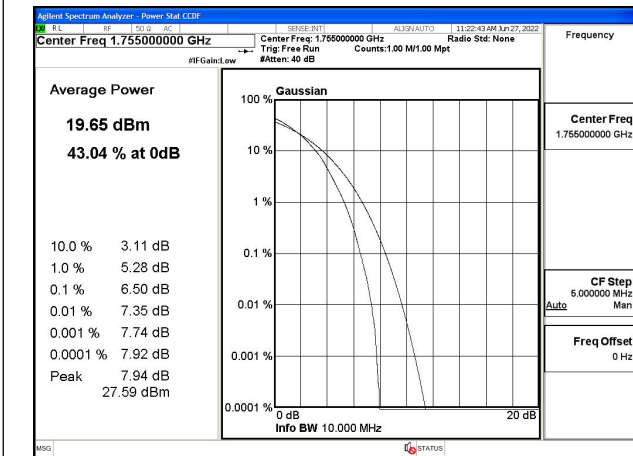 Agilent Spectrum Analyzer - Power Stat CCDF
LXI RL RF 50 Ω AC SENSE:INT ALIGNAUTO 11:22:43 AM Jun 27, 2022
Center Freq 1.755000000 GHz
Center Freq: 1.755000000 GHz Radio Std: None
Trig: Free Run Counts:1.00 M/1.00 Mpt
#IFGain:Low #Atten: 40 dB
Frequency
Average Power
19.65 dBm
43.04 % at 0dB
10.0 % 3.11 dB
1.0 % 5.28 dB
0.1 % 6.50 dB
0.01 % 7.35 dB
0.001 % 7.74 dB
0.0001 % 7.92 dB
Peak 7.94 dB
27.59 dBm
Gaussian
100 %
10 %
1 %
0.1 %
0.01 %
0.001 %
0.0001 %
0 dB 20 dB
Info BW 10.000 MHz
Center Freq
1.755000000 GHz
CF Step
5.000000 MHz
Auto Man
Freq Offset
0 Hz
MSG STATUS